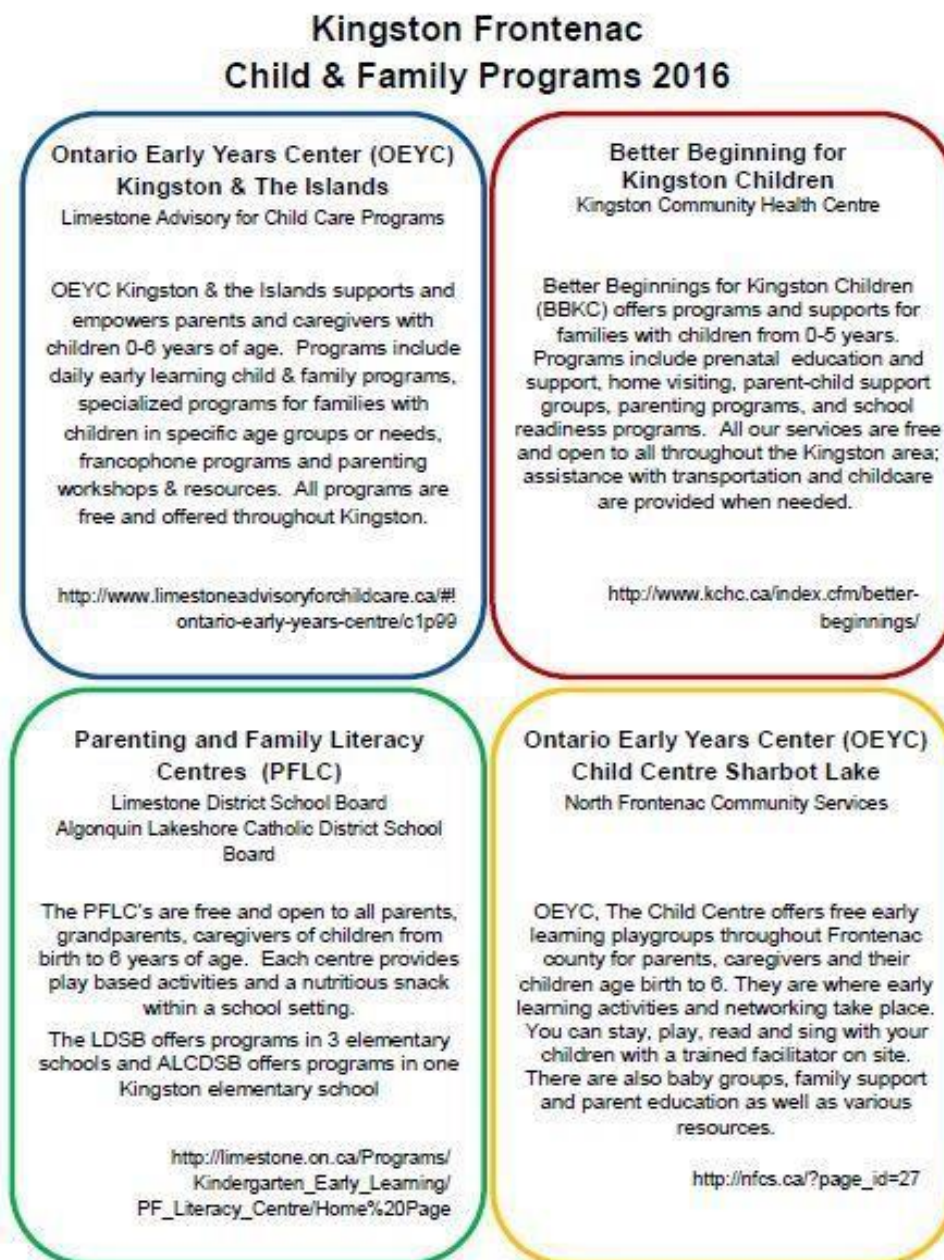 Kingston Frontenac
Child & Family Programs 2016
Ontario Early Years Center (OEYC)
Kingston & The Islands
Limestone Advisory for Child Care Programs
OEYC Kingston & the Islands supports and
empowers parents and caregivers with
children 0-6 years of age. Programs include
daily early learning child & family programs,
specialized programs for families with
children in specific age groups or needs,
francophone programs and parenting
workshops & resources. All programs are
free and offered throughout Kingston.
http://www.limestoneadvisoryforchildcare.ca/#!
ontario-early-years-centre/c1p99
Better Beginning for
Kingston Children
Kingston Community Health Centre
Better Beginnings for Kingston Children
(BBKC) offers programs and supports for
families with children from 0-5 years.
Programs include prenatal education and
support, home visiting, parent-child support
groups, parenting programs, and school
readiness programs. All our services are free
and open to all throughout the Kingston area;
assistance with transportation and childcare
are provided when needed.
http://www.kchc.ca/index.cfm/better-
beginnings/
Parenting and Family Literacy
Centres (PFLC)
Limestone District School Board
Algonquin Lakeshore Catholic District School
Board
The PFLC's are free and open to all parents,
grandparents, caregivers of children from
birth to 6 years of age. Each centre provides
play based activities and a nutritious snack
within a school setting.
The LDSB offers programs in 3 elementary
schools and ALCDSB offers programs in one
Kingston elementary school
http://limestone.on.ca/Programs/
Kindergarten_Early_Learning/
PF_Literacy_Centre/Home%20Page
Ontario Early Years Center (OEYC)
Child Centre Sharbot Lake
North Frontenac Community Services
OEYC, The Child Centre offers free early
learning playgroups throughout Frontenac
county for parents, caregivers and their
children age birth to 6. They are where early
learning activities and networking take place.
You can stay, play, read and sing with your
children with a trained facilitator on site.
There are also baby groups, family support
and parent education as well as various
resources.
http://nfcs.ca/?page_id=27